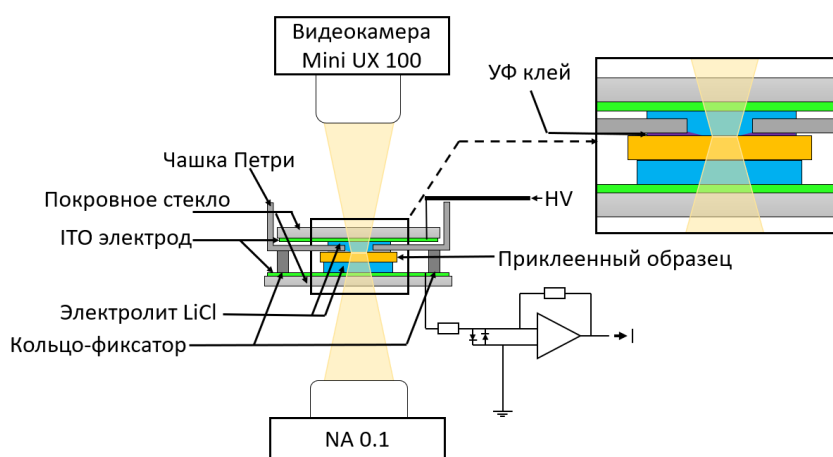 Видеокамера
Mini UX 100
УФ клей
Чашка Петри
Покровное стекло
HV
ITO электрод
Приклеенный образец
Электролит LiCl
I
Кольцо-фиксатор
NA 0.1